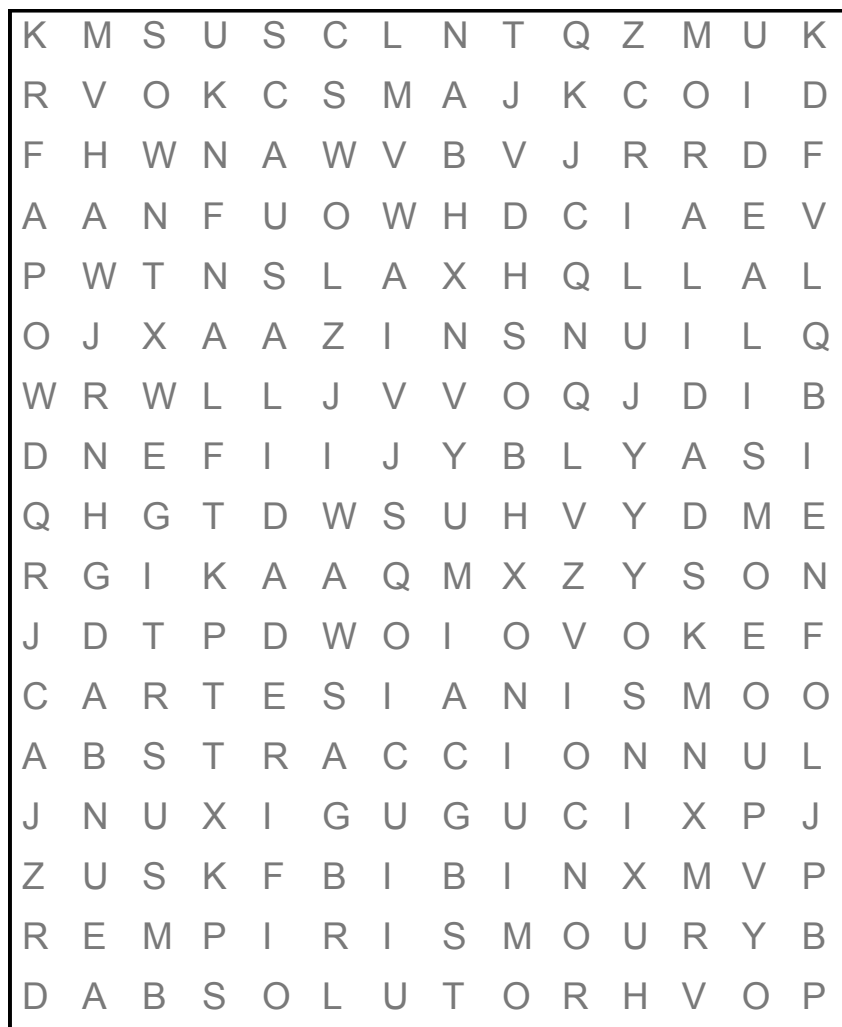 K M S U S C L N T Q Z M U K
R V O K C S M A J K C O I D
F H W N A W V B V J R R D F
A A N F U O W H D C I A E V
P W T N S L A X H Q L L A L
O J X A A Z I N S N U I L Q
W R W L L J V V O Q J D I B
D N E F I I J Y B L Y A S I
Q H G T D W S U H V Y D M E
R G I K A A Q M X Z Y S O N
J D T P D W O I O V O K E F
C A R T E S I A N I S M O O
A B S T R A C C I O N N U L
J N U X I G U G U C I X P J
Z U S K F B I B I N X M V P
R E M P I R I S M O U R Y B
D A B S O L U T O R H V O P